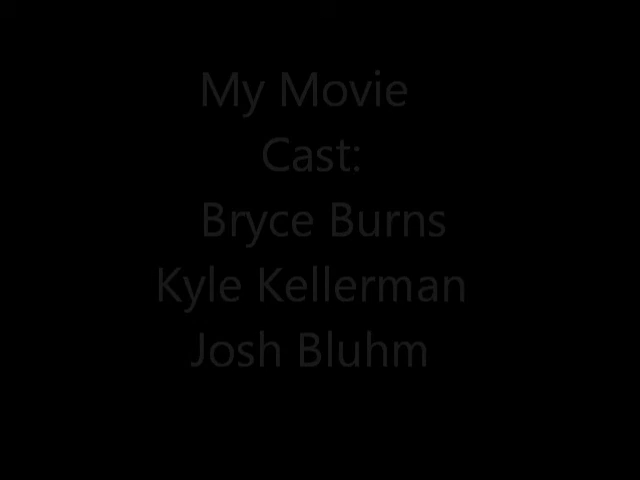 My Movie
Cast:
Bryce Burns
Kyle Kellerman
Josh Bluhm